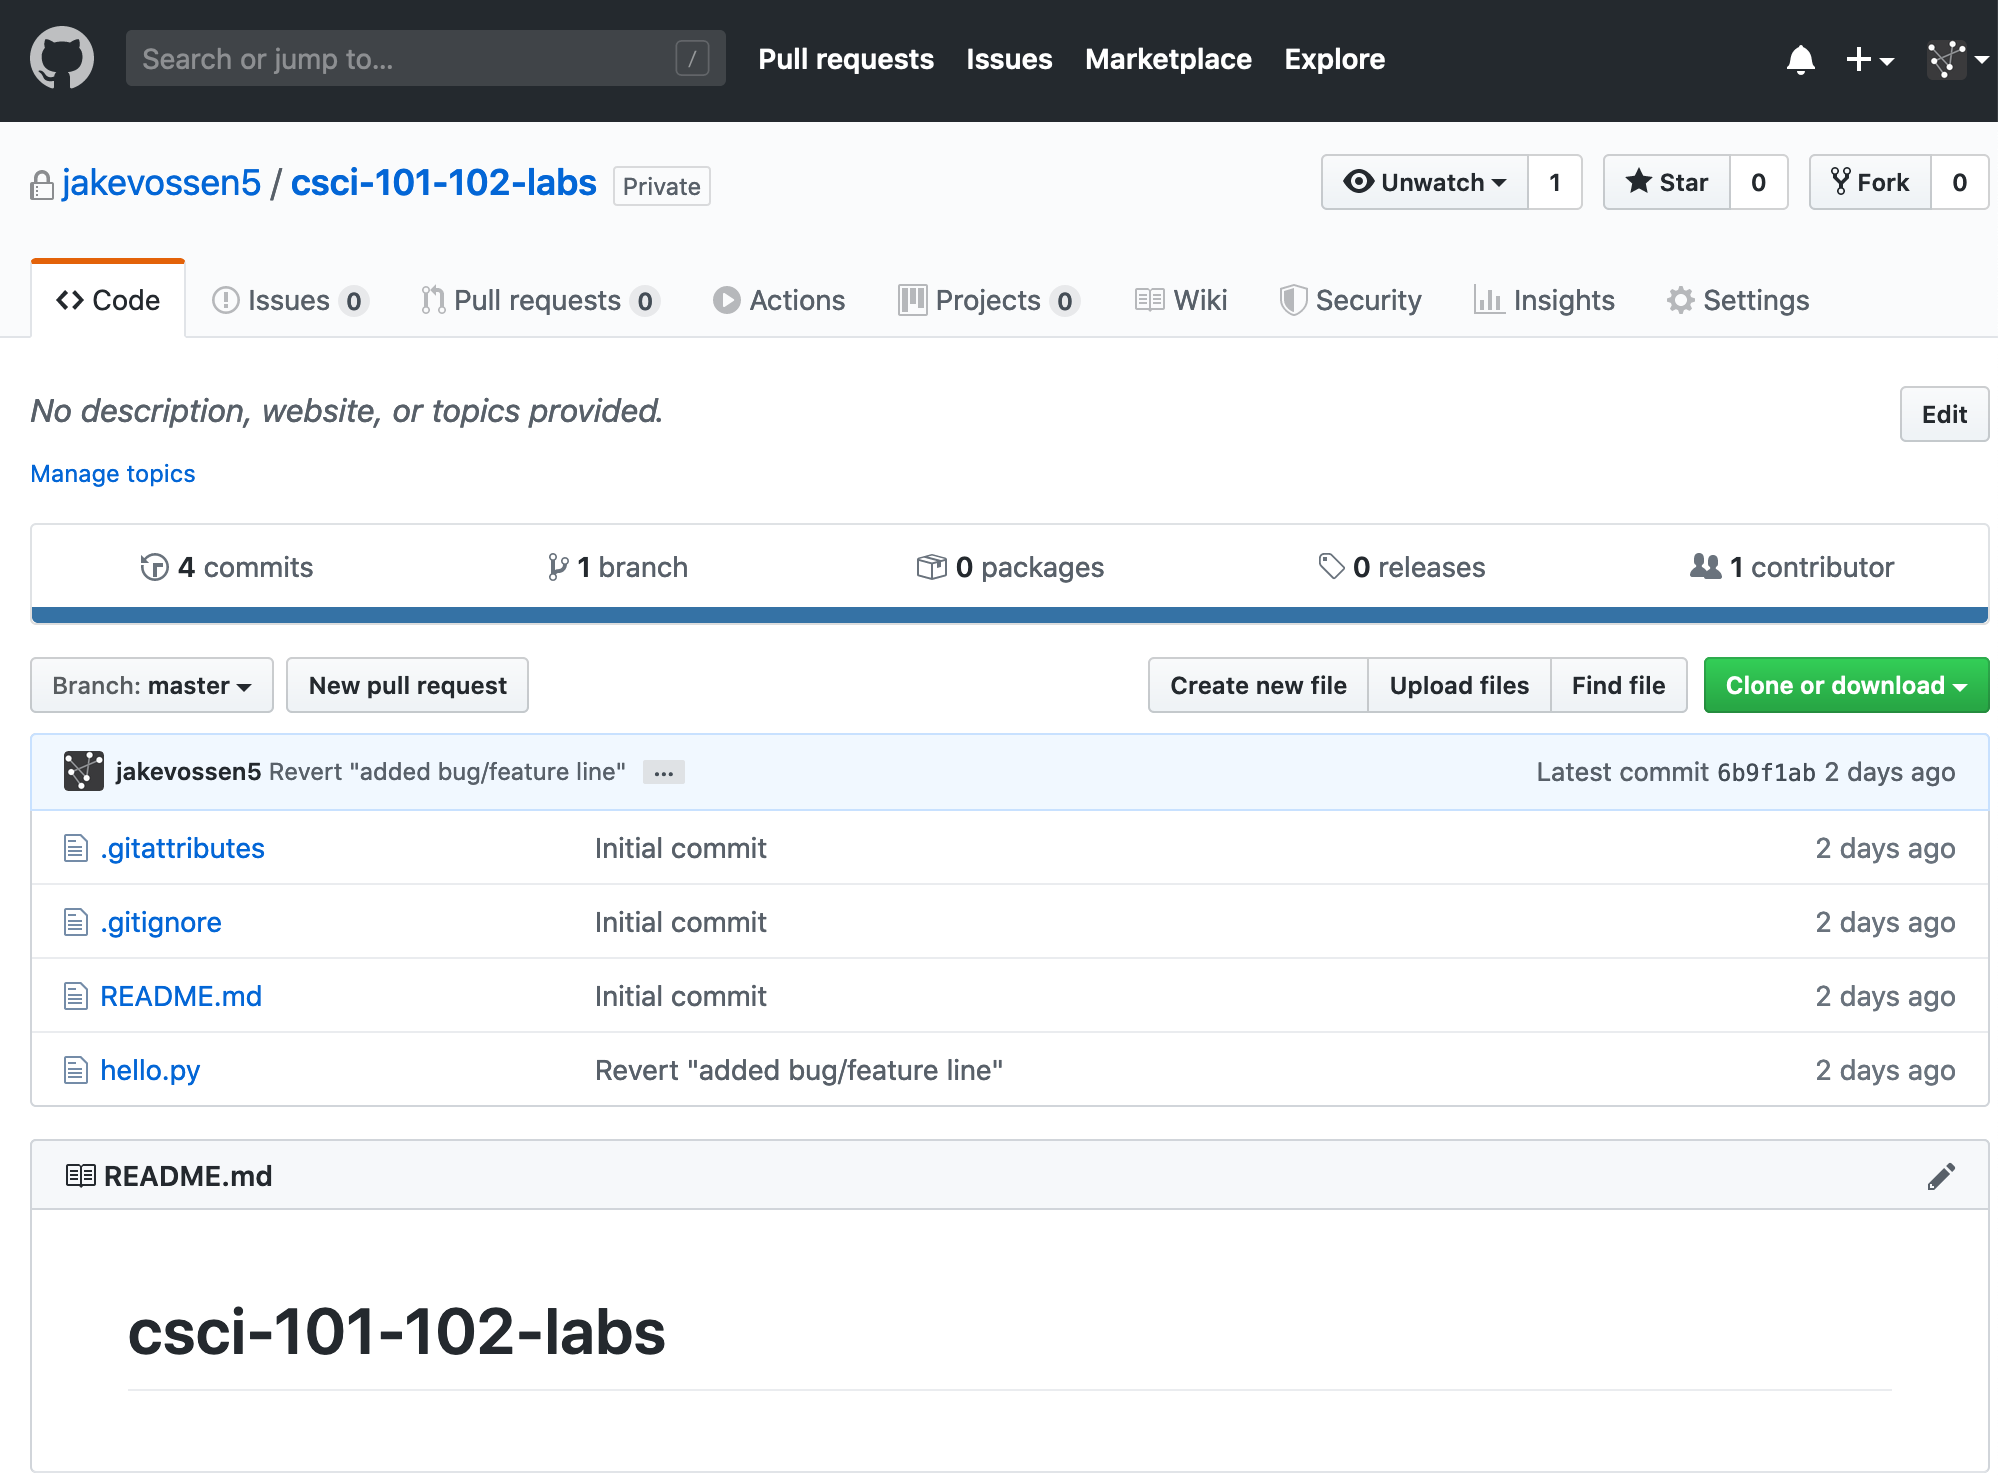 Search or jump to... /
Pull requests Issues Marketplace Explore
jakevossen5 / csci-101-102-labs Private
Unwatch 1 Star 0 Fork 0
Code Issues 0 Pull requests 0 Actions Projects 0 Wiki Security Insights Settings
No description, website, or topics provided.
Edit
Manage topics
4 commits 1 branch 0 packages 0 releases 1 contributor
Branch: master New pull request Create new file Upload files Find file Clone or download
jakevossen5 Revert "added bug/feature line" ... Latest commit 6b9f1ab 2 days ago
.gitattributes Initial commit 2 days ago
.gitignore Initial commit 2 days ago
README.md Initial commit 2 days ago
hello.py Revert "added bug/feature line" 2 days ago
README.md
csci-101-102-labs